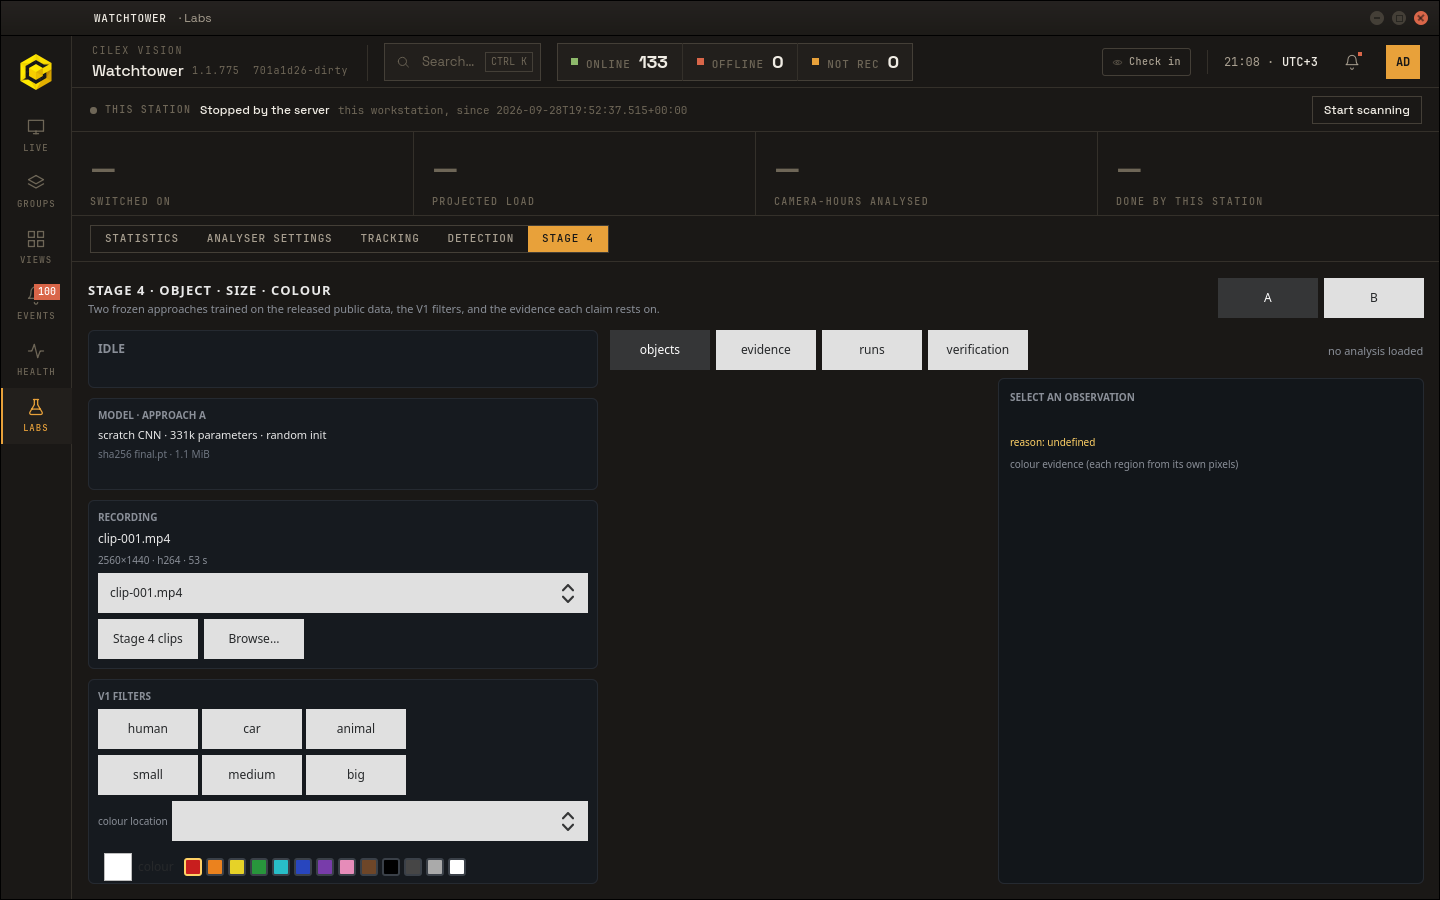 WATCHTOWER · Labs
CILEX VISION
Watchtower 1.1.775 701a1d26-dirty
Search... CTRL K
ONLINE 133
OFFLINE 0
NOT REC 0
Check in
21:08 · UTC+3
AD
THIS STATION Stopped by the server this workstation, since 2026-09-28T19:52:37.515+00:00
Start scanning
LIVE
GROUPS
VIEWS
100
EVENTS
HEALTH
LABS
—
SWITCHED ON
—
PROJECTED LOAD
—
CAMERA-HOURS ANALYSED
—
DONE BY THIS STATION
STATISTICS ANALYSER SETTINGS TRACKING DETECTION STAGE 4
STAGE 4 · OBJECT · SIZE · COLOUR
Two frozen approaches trained on the released public data, the V1 filters, and the evidence each claim rests on.
A B
IDLE
MODEL · APPROACH A
scratch CNN · 331k parameters · random init
sha256 final.pt · 1.1 MiB
RECORDING
clip-001.mp4
2560×1440 · h264 · 53 s
clip-001.mp4
Stage 4 clips Browse...
V1 FILTERS
human car animal
small medium big
colour location
colour
objects evidence runs verification
no analysis loaded
SELECT AN OBSERVATION
reason: undefined
colour evidence (each region from its own pixels)